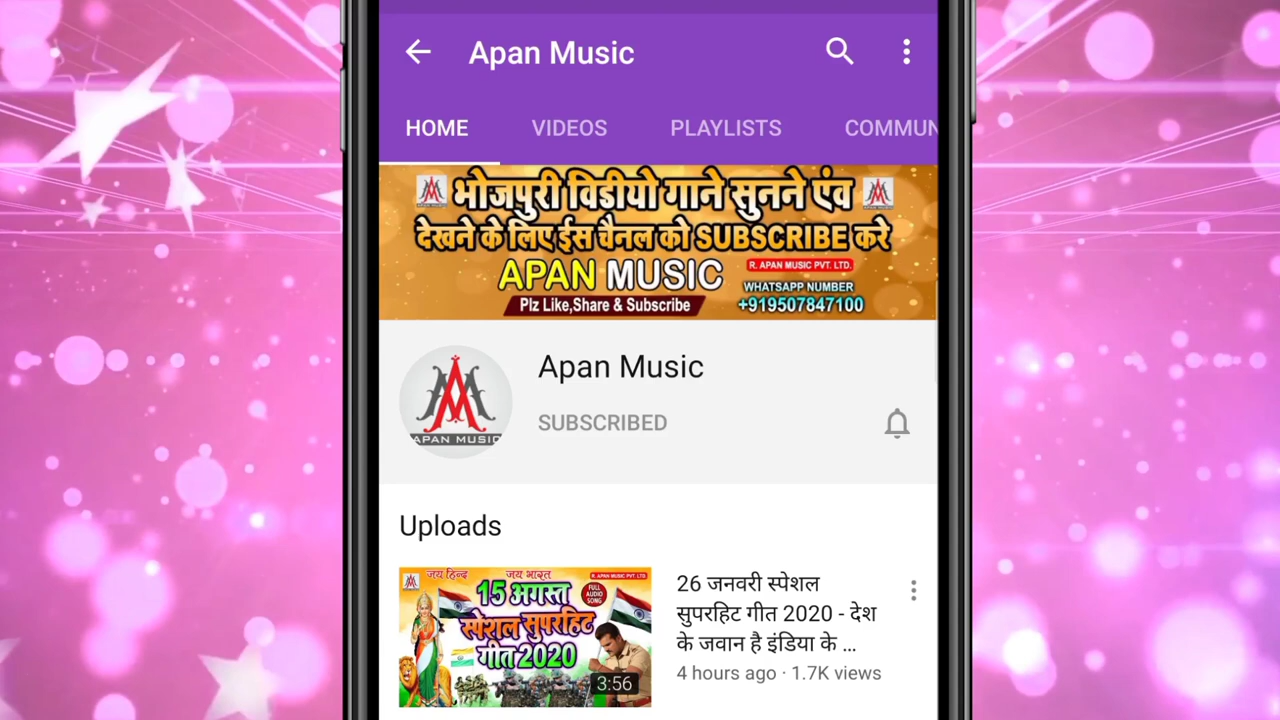 Apan Music
HOME VIDEOS PLAYLISTS COMMUN
भोजपुरी विडीयो गाने सुनने एंव
देखने के लिए ईस चैनल को SUBSCRIBE करे
APAN MUSIC
R. APAN MUSIC PVT. LTD.
WHATSAPP NUMBER
Plz Like,Share & Subscribe
+919507847100
Apan Music
SUBSCRIBED
APAN MUSIC
Uploads
जय हिन्द जय भारत
R. APAN MUSIC PVT. LTD
15 अगस्त
FULL
AUDIO
SONG
स्पेशल सुपरहिट
गीत 2020
3:56
26 जनवरी स्पेशल
सुपरहिट गीत 2020 - देश
के जवान है इंडिया के ...
4 hours ago · 1.7K views